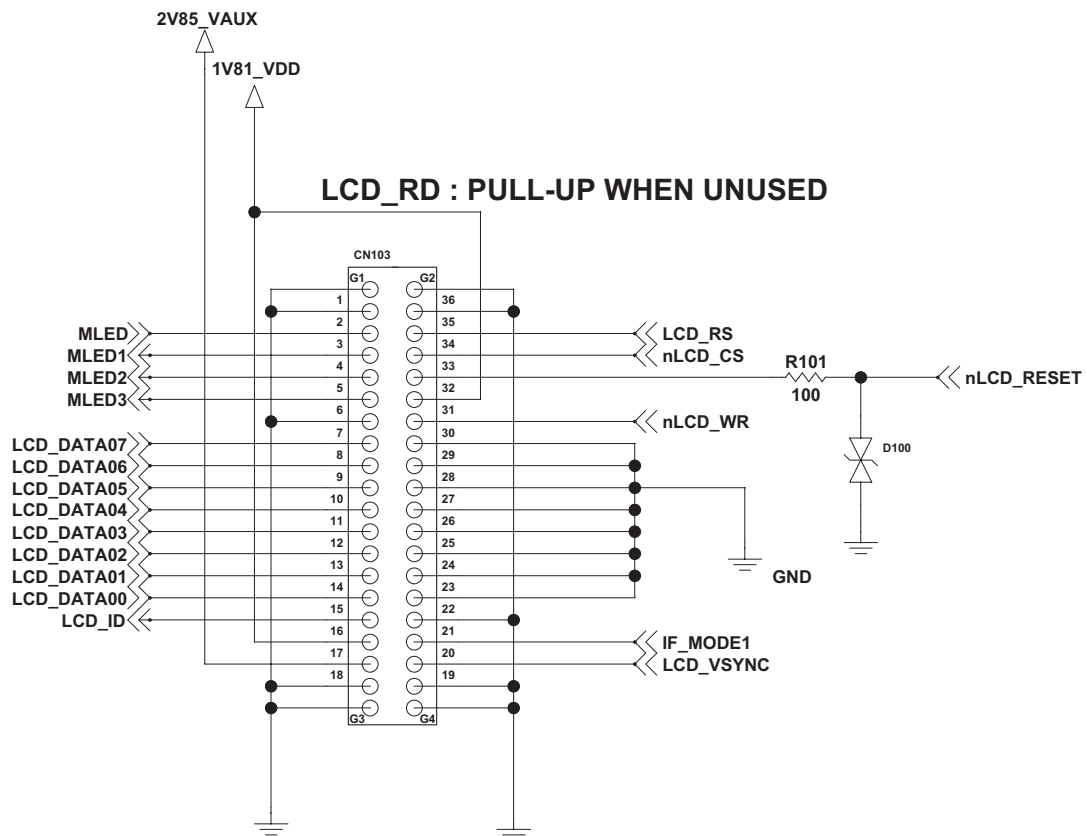 2V85_VAUX
1V81_VDD
LCD_RD : PULL-UP WHEN UNUSED
CN103
G1 G2
1 36
2 35
MLED LCD_RS
3 34
MLED1 nLCD_CS
4 33
MLED2 R101 100 nLCD_RESET
5 32
MLED3
6 31
nLCD_WR
7 30
LCD_DATA07 D100
8 29
LCD_DATA06
9 28
LCD_DATA05
10 27
LCD_DATA04
11 26
LCD_DATA03
12 25
LCD_DATA02
13 24
LCD_DATA01 GND
14 23
LCD_DATA00
15 22
LCD_ID
16 21
IF_MODE1
17 20
LCD_VSYNC
18 19
G3 G4